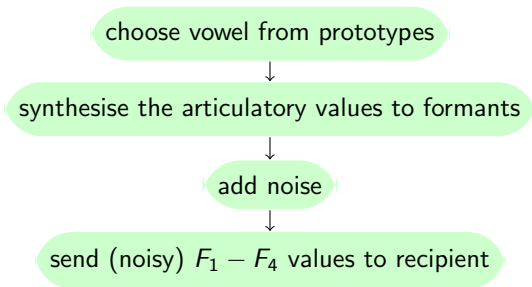 choose vowel from prototypes
synthesise the articulatory values to formants
add noise
send (noisy) F₁ − F₄ values to recipient